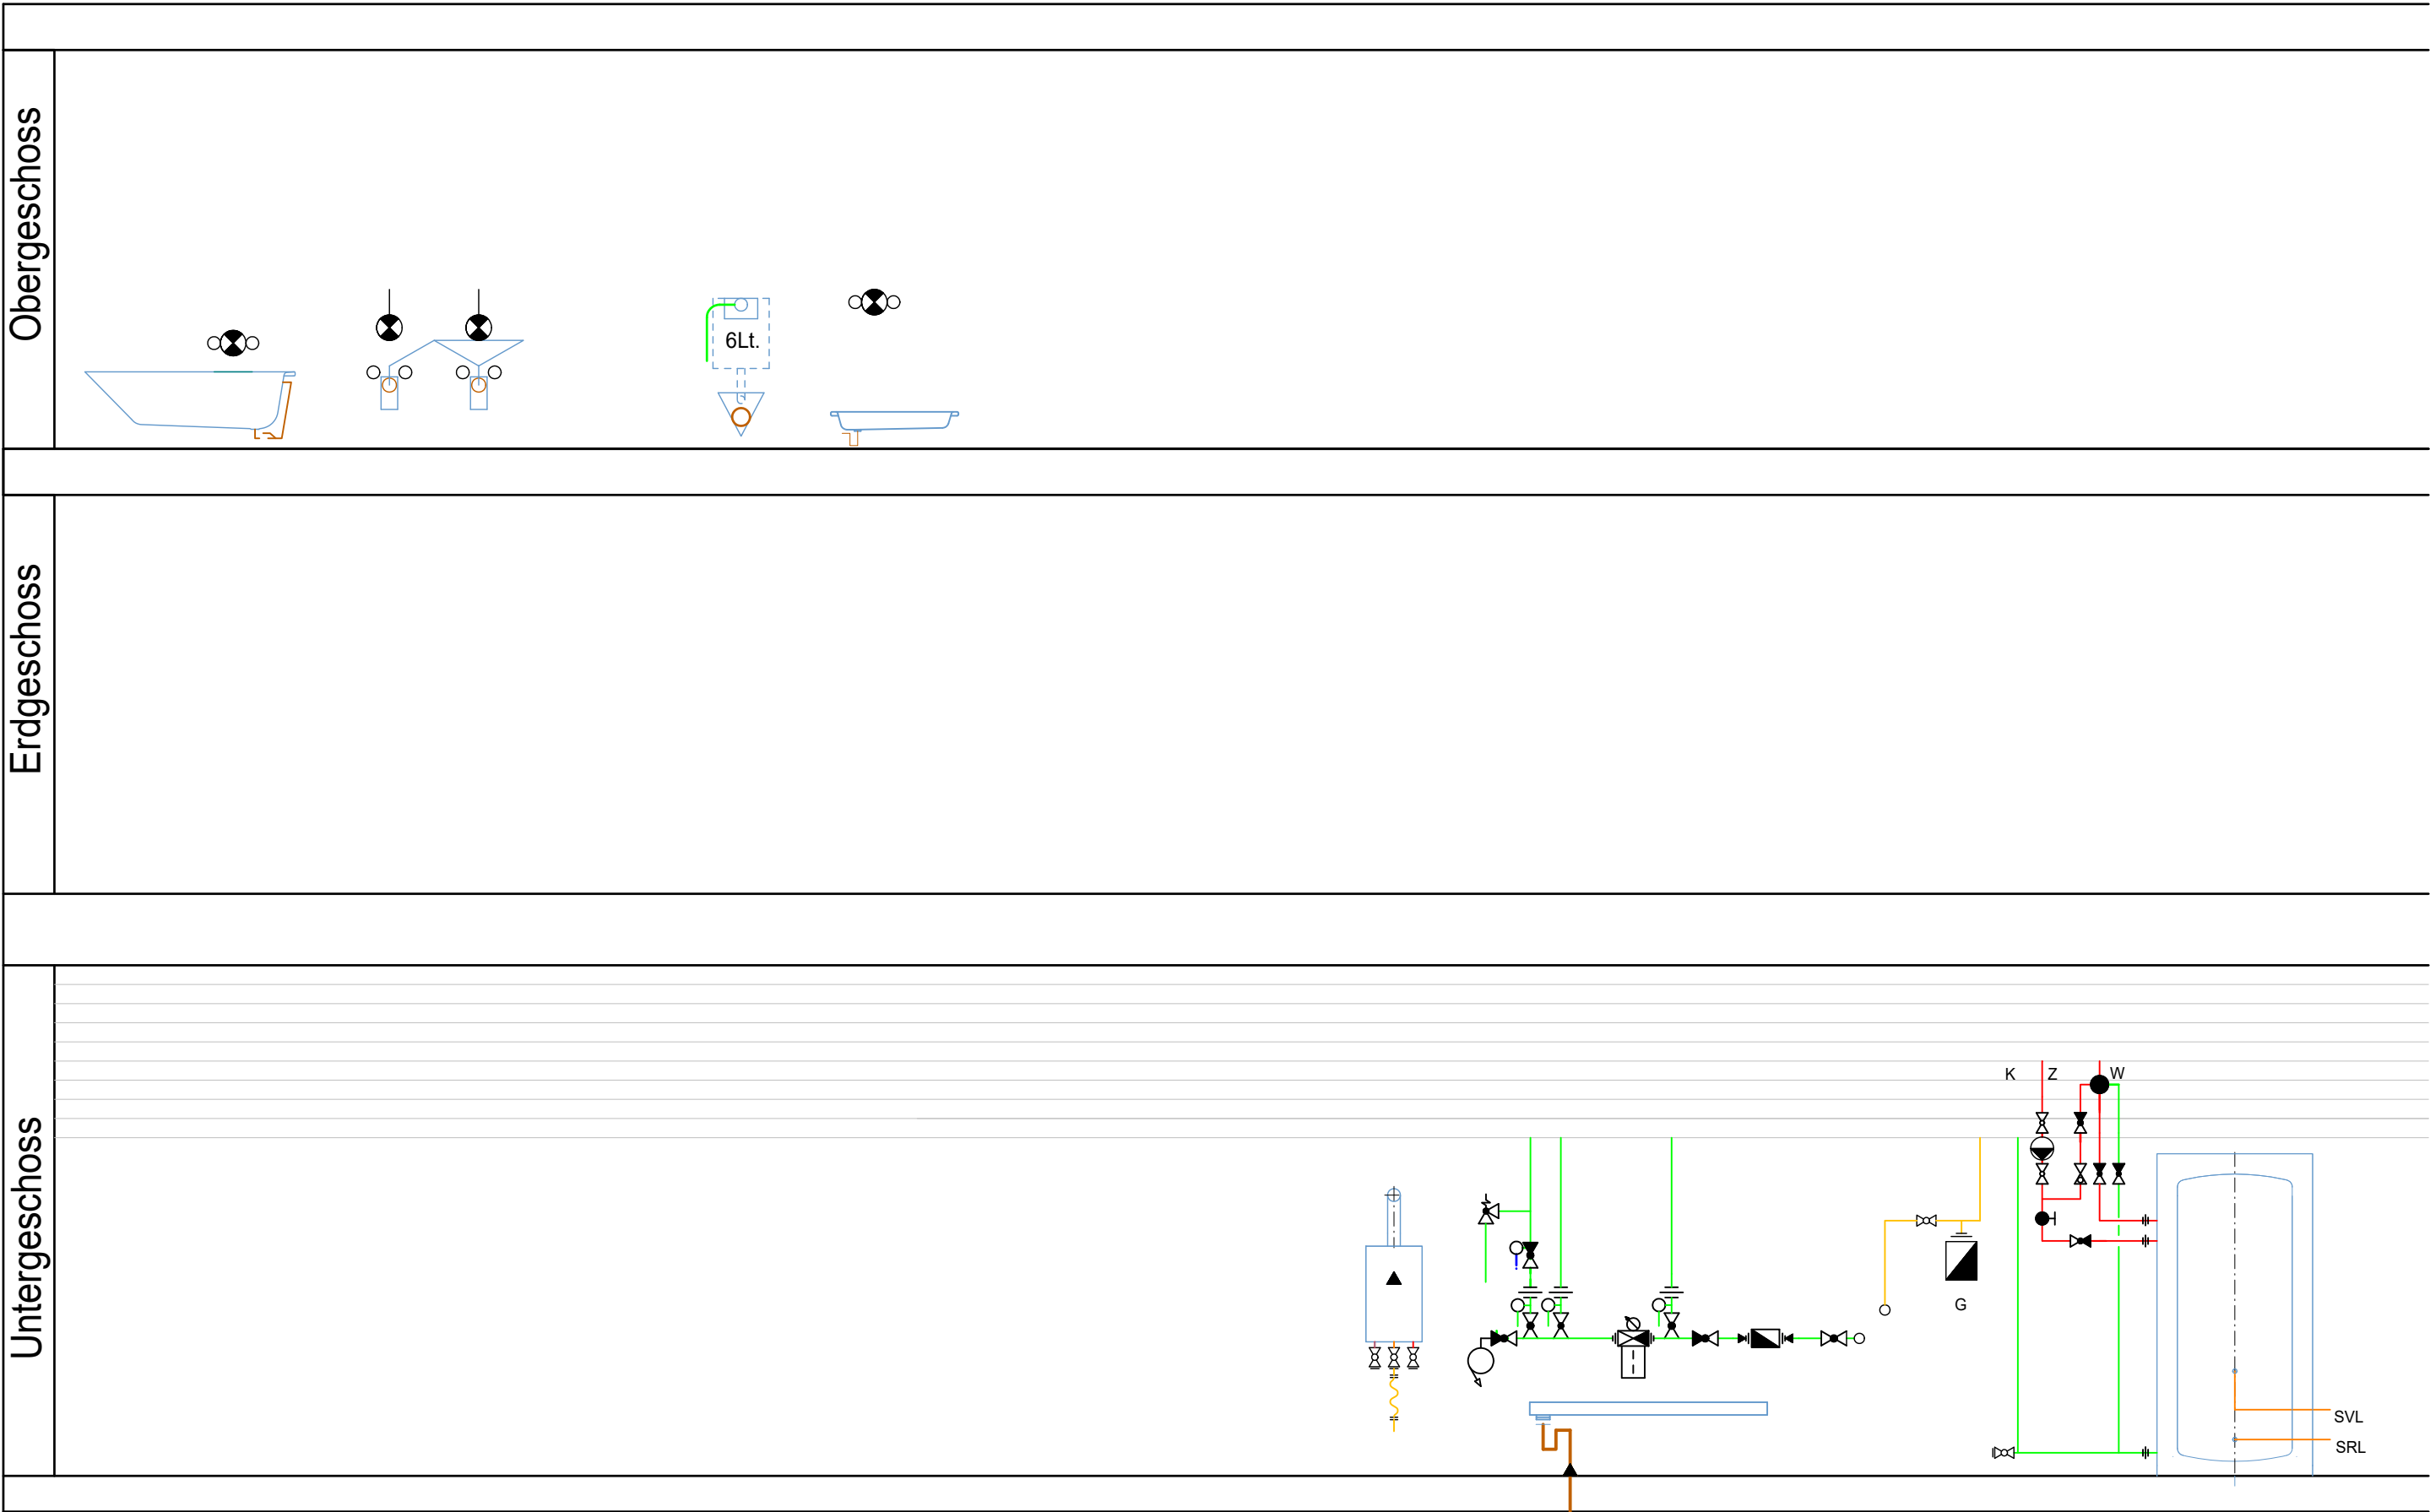 Obergeschoss
6Lt.
Erdgeschoss
Untergeschoss
K
Z
W
G
SVL
SRL